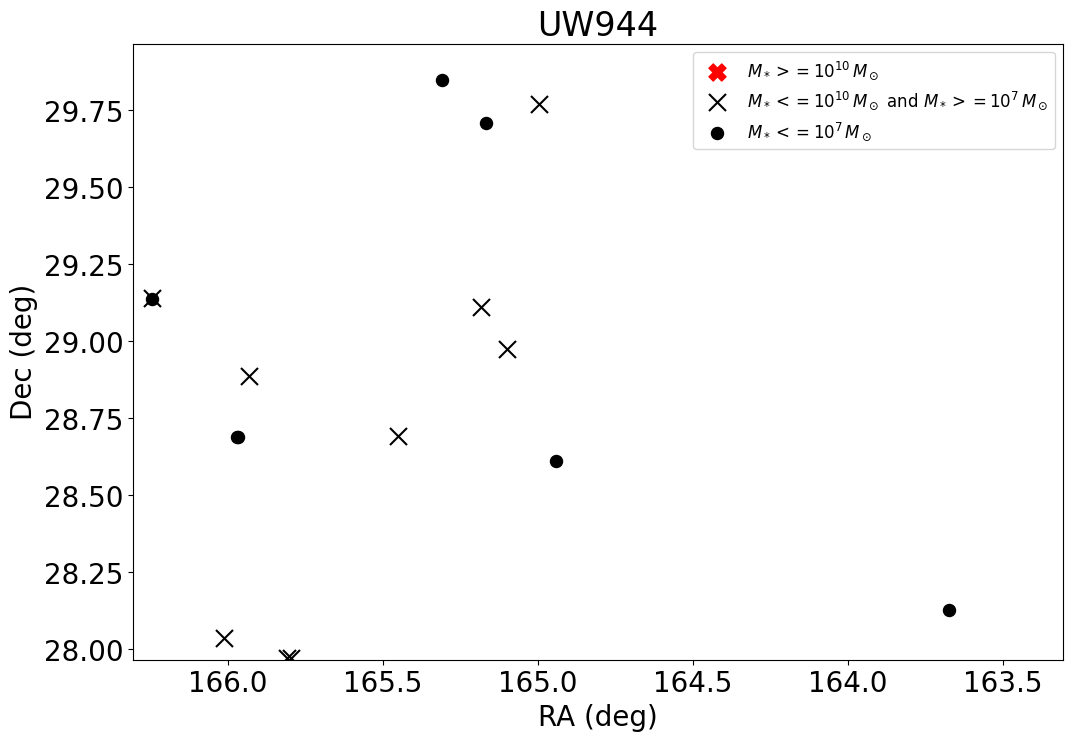 UW944
M* >= 10^10 M⊙
M* <= 10^10 M⊙ and M* >= 10^7 M⊙
M* <= 10^7 M⊙
Dec (deg)
29.75
29.50
29.25
29.00
28.75
28.50
28.25
28.00
166.0 165.5 165.0 164.5 164.0 163.5
RA (deg)